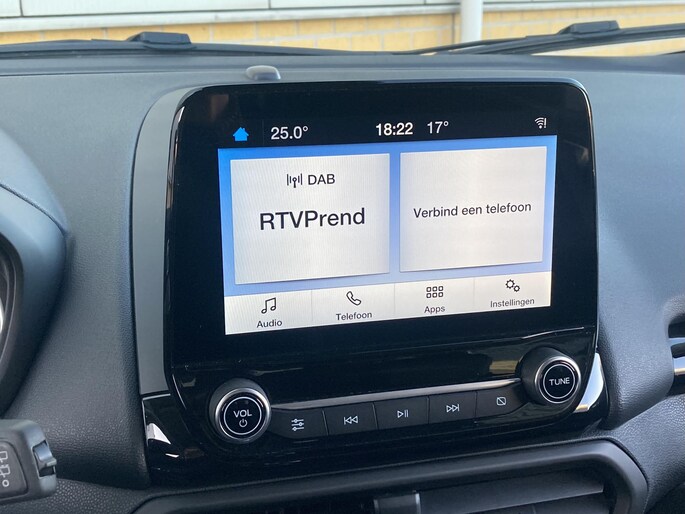 25.0° 18:22 17°
DAB
RTVPrend
Verbind een telefoon
Audio Telefoon Apps Instellingen
VOL
TUNE